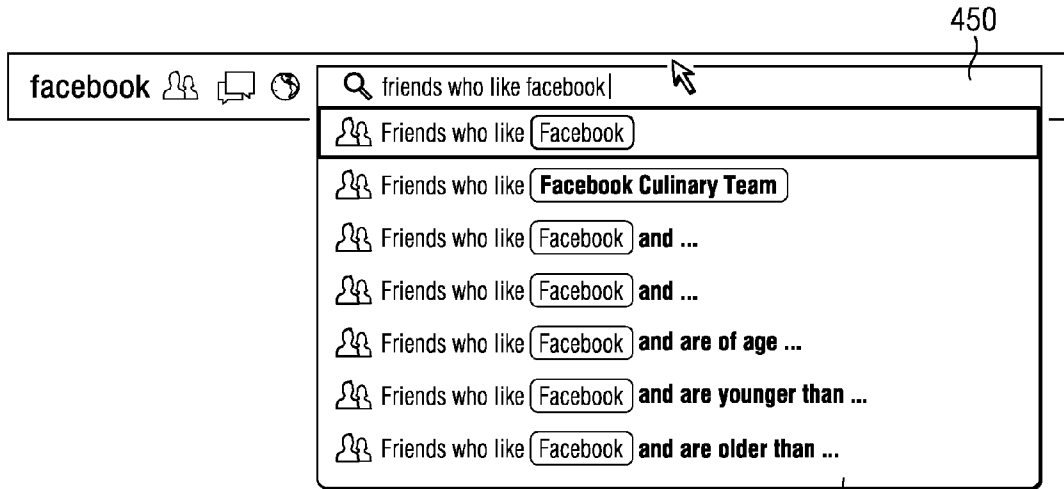 450
facebook friends who like facebook
Friends who like Facebook
Friends who like Facebook Culinary Team
Friends who like Facebook and ...
Friends who like Facebook and ...
Friends who like Facebook and are of age ...
Friends who like Facebook and are younger than ...
Friends who like Facebook and are older than ...